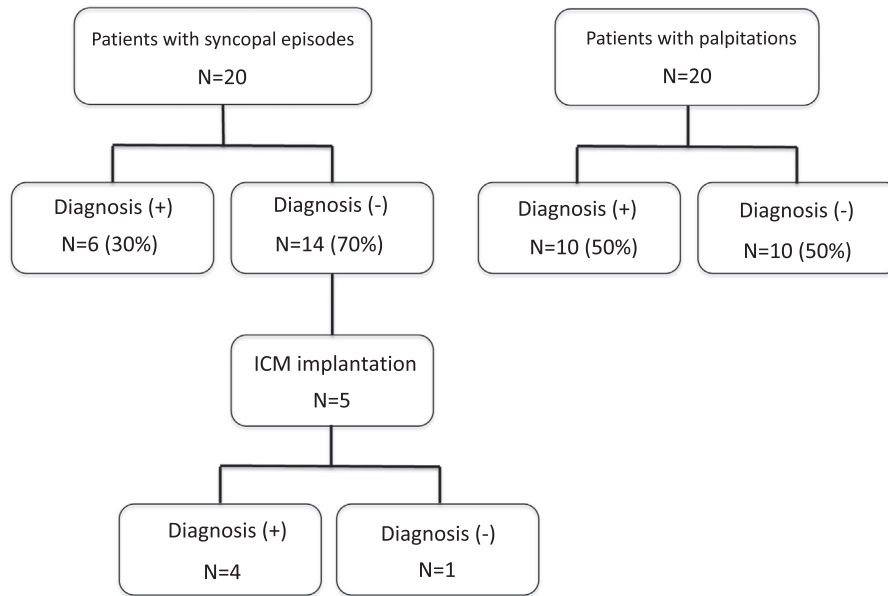 Patients with syncopal episodes
N=20
Patients with palpitations
N=20
Diagnosis (+)
N=6 (30%)
Diagnosis (-)
N=14 (70%)
Diagnosis (+)
N=10 (50%)
Diagnosis (-)
N=10 (50%)
ICM implantation
N=5
Diagnosis (+)
N=4
Diagnosis (-)
N=1